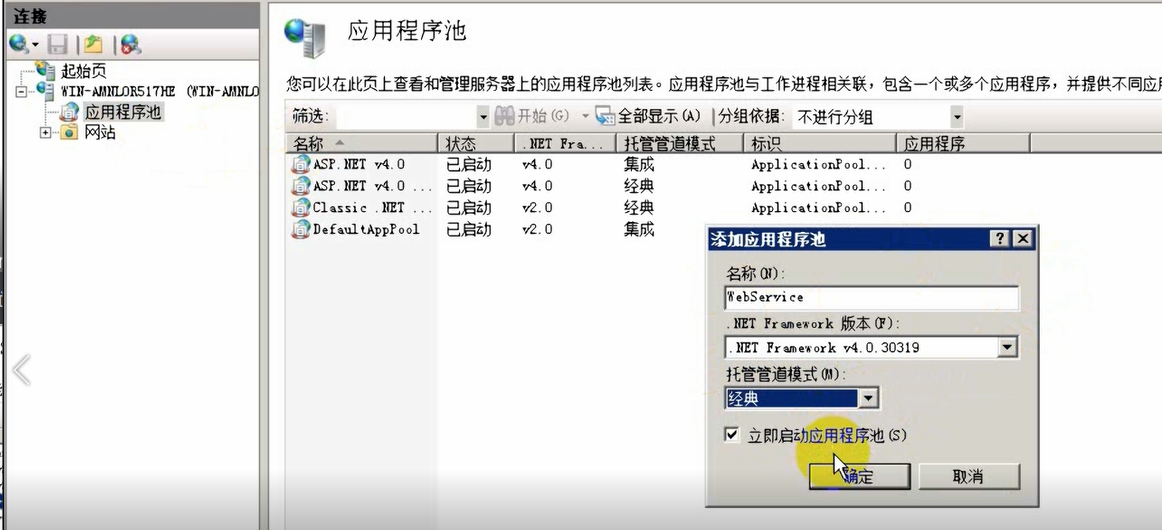 连接
起始页
WIN-AMNLOR517HE (WIN-AMNLO
应用程序池
网站
应用程序池
您可以在此页上查看和管理服务器上的应用程序池列表。应用程序池与工作进程相关联，包含一个或多个应用程序，并提供不同应
筛选: 开始(G) 全部显示(A) 分组依据: 不进行分组
名称 状态 .NET Fra... 托管管道模式 标识 应用程序
ASP.NET v4.0 已启动 v4.0 集成 ApplicationPool... 0
ASP.NET v4.0 ... 已启动 v4.0 经典 ApplicationPool... 0
Classic .NET ... 已启动 v2.0 经典 ApplicationPool... 0
DefaultAppPool 已启动 v2.0 集成
添加应用程序池
名称(N):
WebService
.NET Framework 版本(F):
.NET Framework v4.0.30319
托管管道模式(M):
经典
立即启动应用程序池(S)
确定 取消